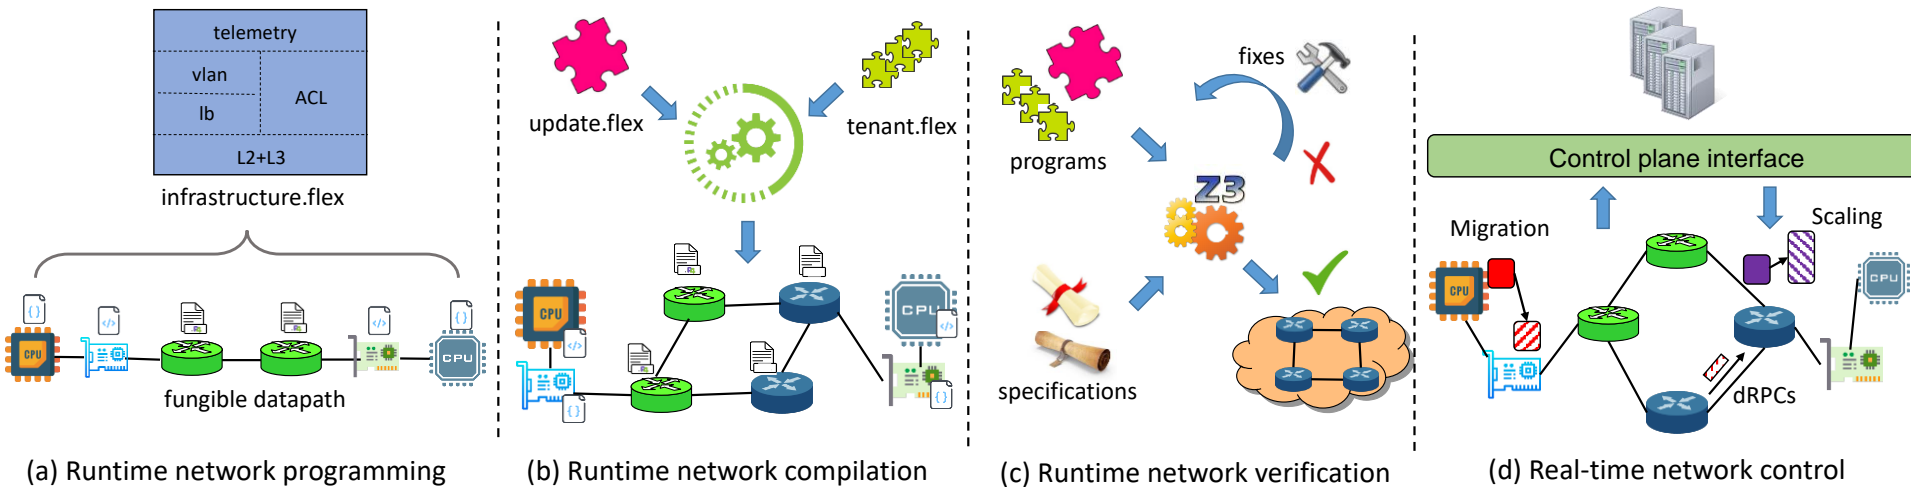 telemetry
vlan
lb
ACL
L2+L3
infrastructure.flex
{ }
</>
</>
{ }
CPU
CPU
fungible datapath
(a) Runtime network programming
update.flex
tenant.flex
CPU
CPU
</>
</>
{ }
{ }
(b) Runtime network compilation
fixes
programs
Z3
specifications
(c) Runtime network verification
Control plane interface
Migration
Scaling
CPU
CPU
dRPCs
(d) Real-time network control